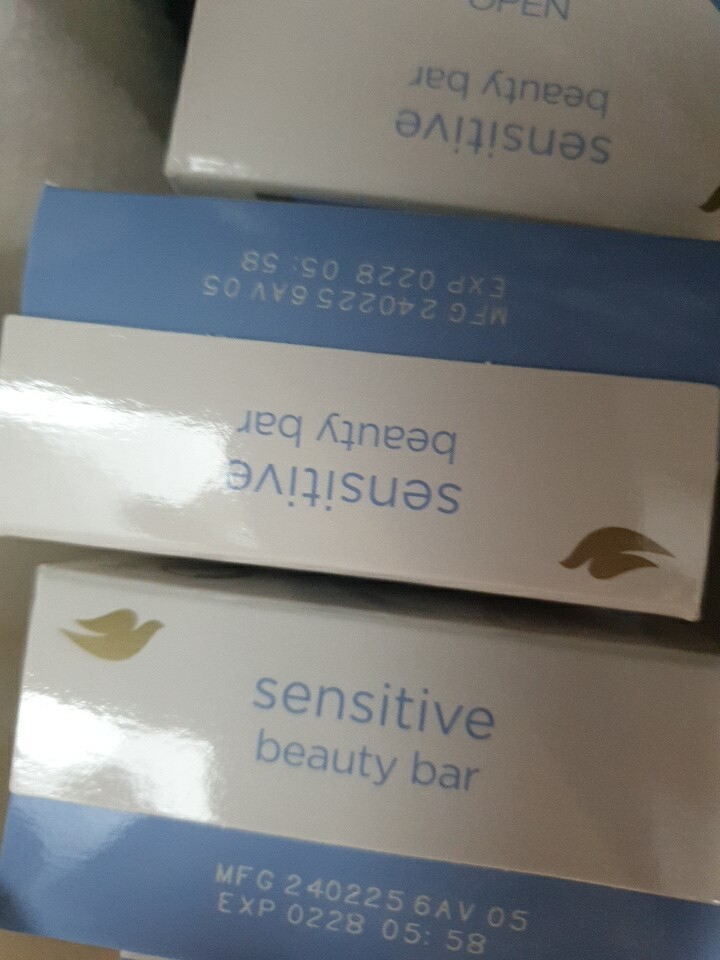 OPEN
beauty bar
sensitive
EXP 0228 05: 58
MFG 240225 6AV 05
beauty bar
sensitive
sensitive
beauty bar
MFG 240225 6AV 05
EXP 0228 05: 58